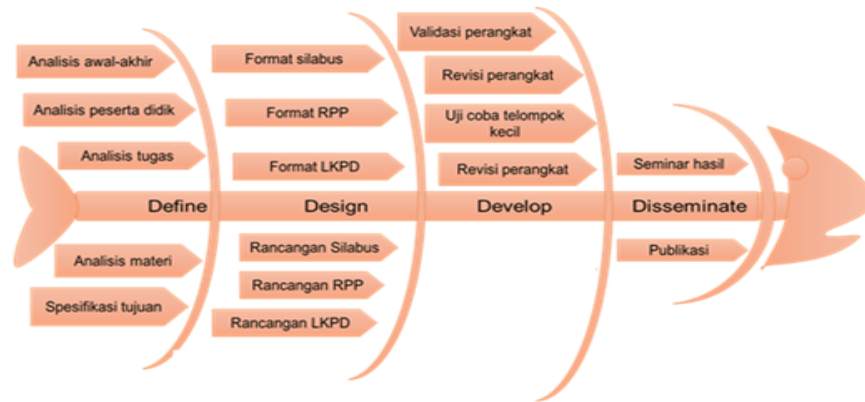 Analisis awal-akhir
Analisis peserta didik
Analisis tugas
Define
Analisis materi
Spesifikasi tujuan
Format silabus
Format RPP
Format LKPD
Design
Rancangan Silabus
Rancangan RPP
Rancangan LKPD
Validasi perangkat
Revisi perangkat
Uji coba telompok
kecil
Revisi perangkat
Develop
Seminar hasil
Disseminate
Publikasi